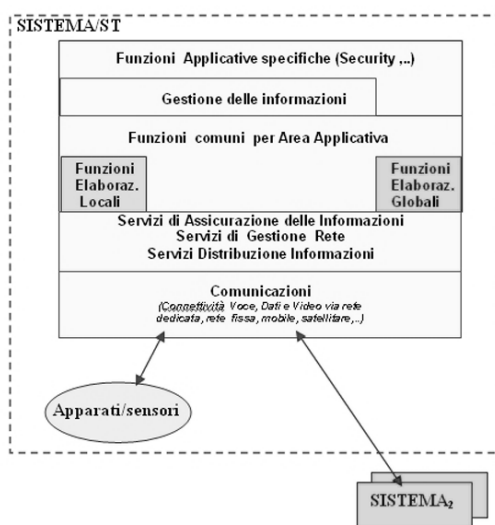 SISTEMA/ST
Funzioni Applicative specifiche (Security ,..)
Gestione delle informazioni
Funzioni comuni per Area Applicativa
Funzioni
Elaboraz.
Locali
Funzioni
Elaboraz.
Globali
Servizi di Assicurazione delle Informazioni
Servizi di Gestione Rete
Servizi Distribuzione Informazioni
Comunicazioni
(Connettività Voce, Dati e Video via rete
dedicata, rete fissa, mobile, satellitare,..)
Apparati/sensori
SISTEMA₂